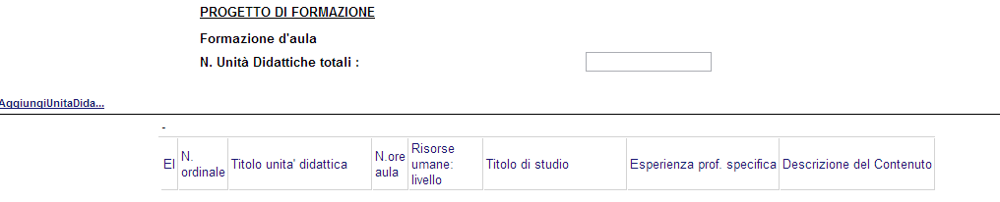 PROGETTO DI FORMAZIONE
Formazione d'aula
N. Unità Didattiche totali :
AggiungiUnitaDida...
-
El
N.
ordinale
Titolo unita' didattica
N.ore
aula
Risorse
umane:
livello
Titolo di studio
Esperienza prof. specifica
Descrizione del Contenuto